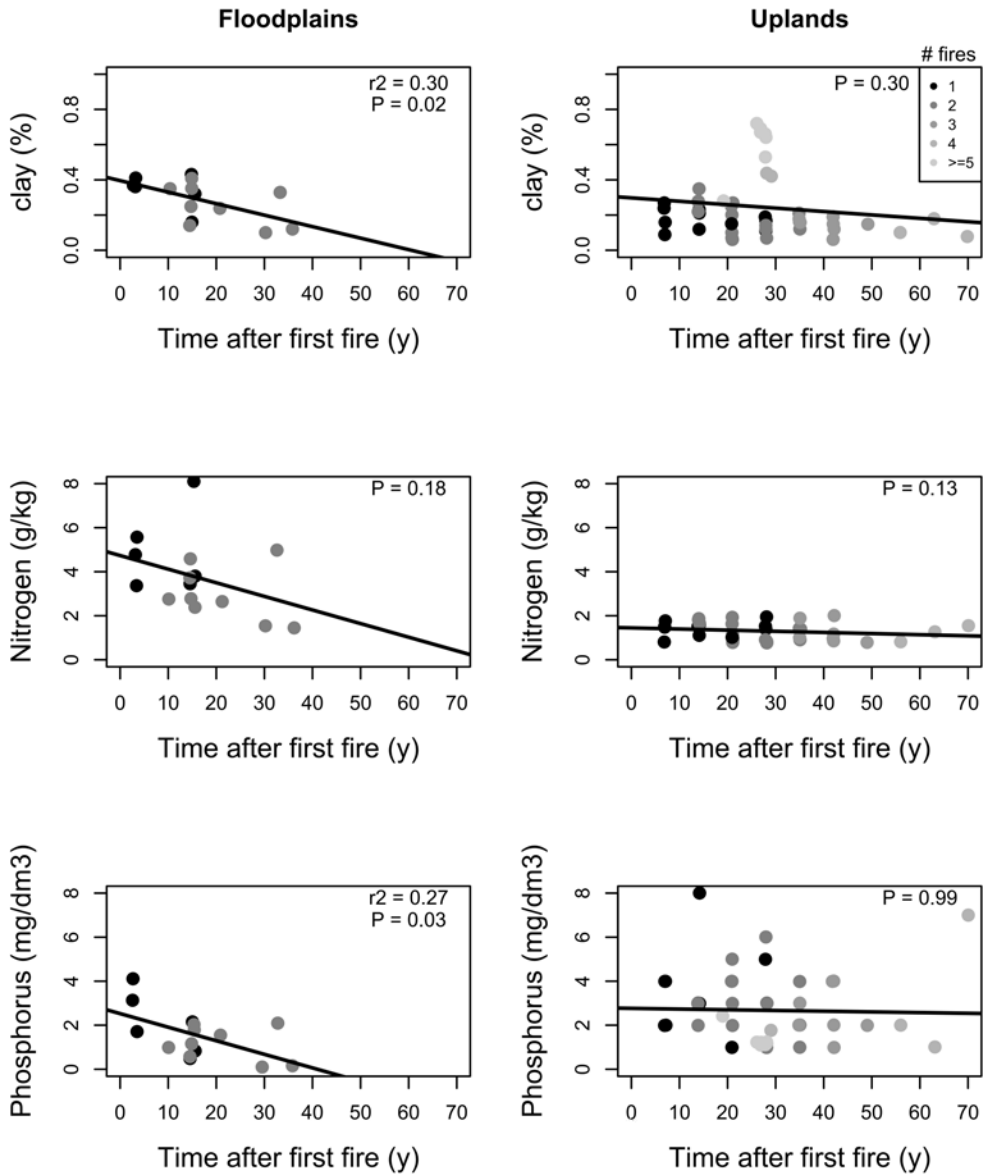 Floodplains
Uplands
clay (%)
0.0 0.4 0.8
r2 = 0.30
P = 0.02
0 10 20 30 40 50 60 70
Time after first fire (y)
clay (%)
0.0 0.4 0.8
P = 0.30
# fires
1
2
3
4
>=5
0 10 20 30 40 50 60 70
Time after first fire (y)
Nitrogen (g/kg)
0 2 4 6 8
P = 0.18
0 10 20 30 40 50 60 70
Time after first fire (y)
Nitrogen (g/kg)
0 2 4 6 8
P = 0.13
0 10 20 30 40 50 60 70
Time after first fire (y)
Phosphorus (mg/dm3)
0 2 4 6 8
r2 = 0.27
P = 0.03
0 10 20 30 40 50 60 70
Time after first fire (y)
Phosphorus (mg/dm3)
0 2 4 6 8
P = 0.99
0 10 20 30 40 50 60 70
Time after first fire (y)